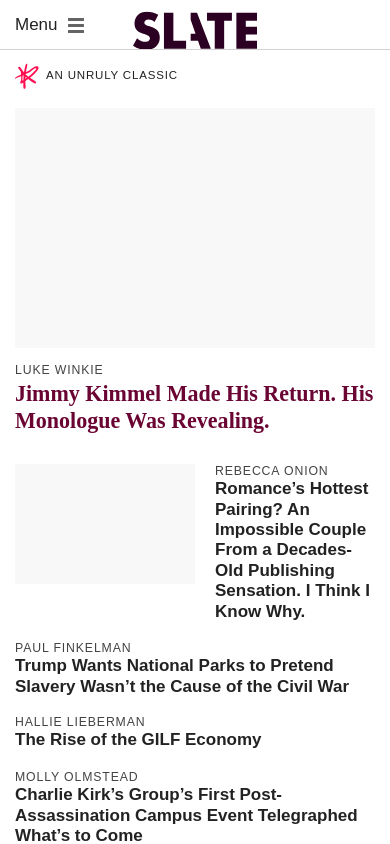 Menu
SLATE
AN UNRULY CLASSIC
LUKE WINKIE
Jimmy Kimmel Made His Return. His
Monologue Was Revealing.
REBECCA ONION
Romance’s Hottest
Pairing? An
Impossible Couple
From a Decades-
Old Publishing
Sensation. I Think I
Know Why.
PAUL FINKELMAN
Trump Wants National Parks to Pretend
Slavery Wasn’t the Cause of the Civil War
HALLIE LIEBERMAN
The Rise of the GILF Economy
MOLLY OLMSTEAD
Charlie Kirk’s Group’s First Post-
Assassination Campus Event Telegraphed
What’s to Come